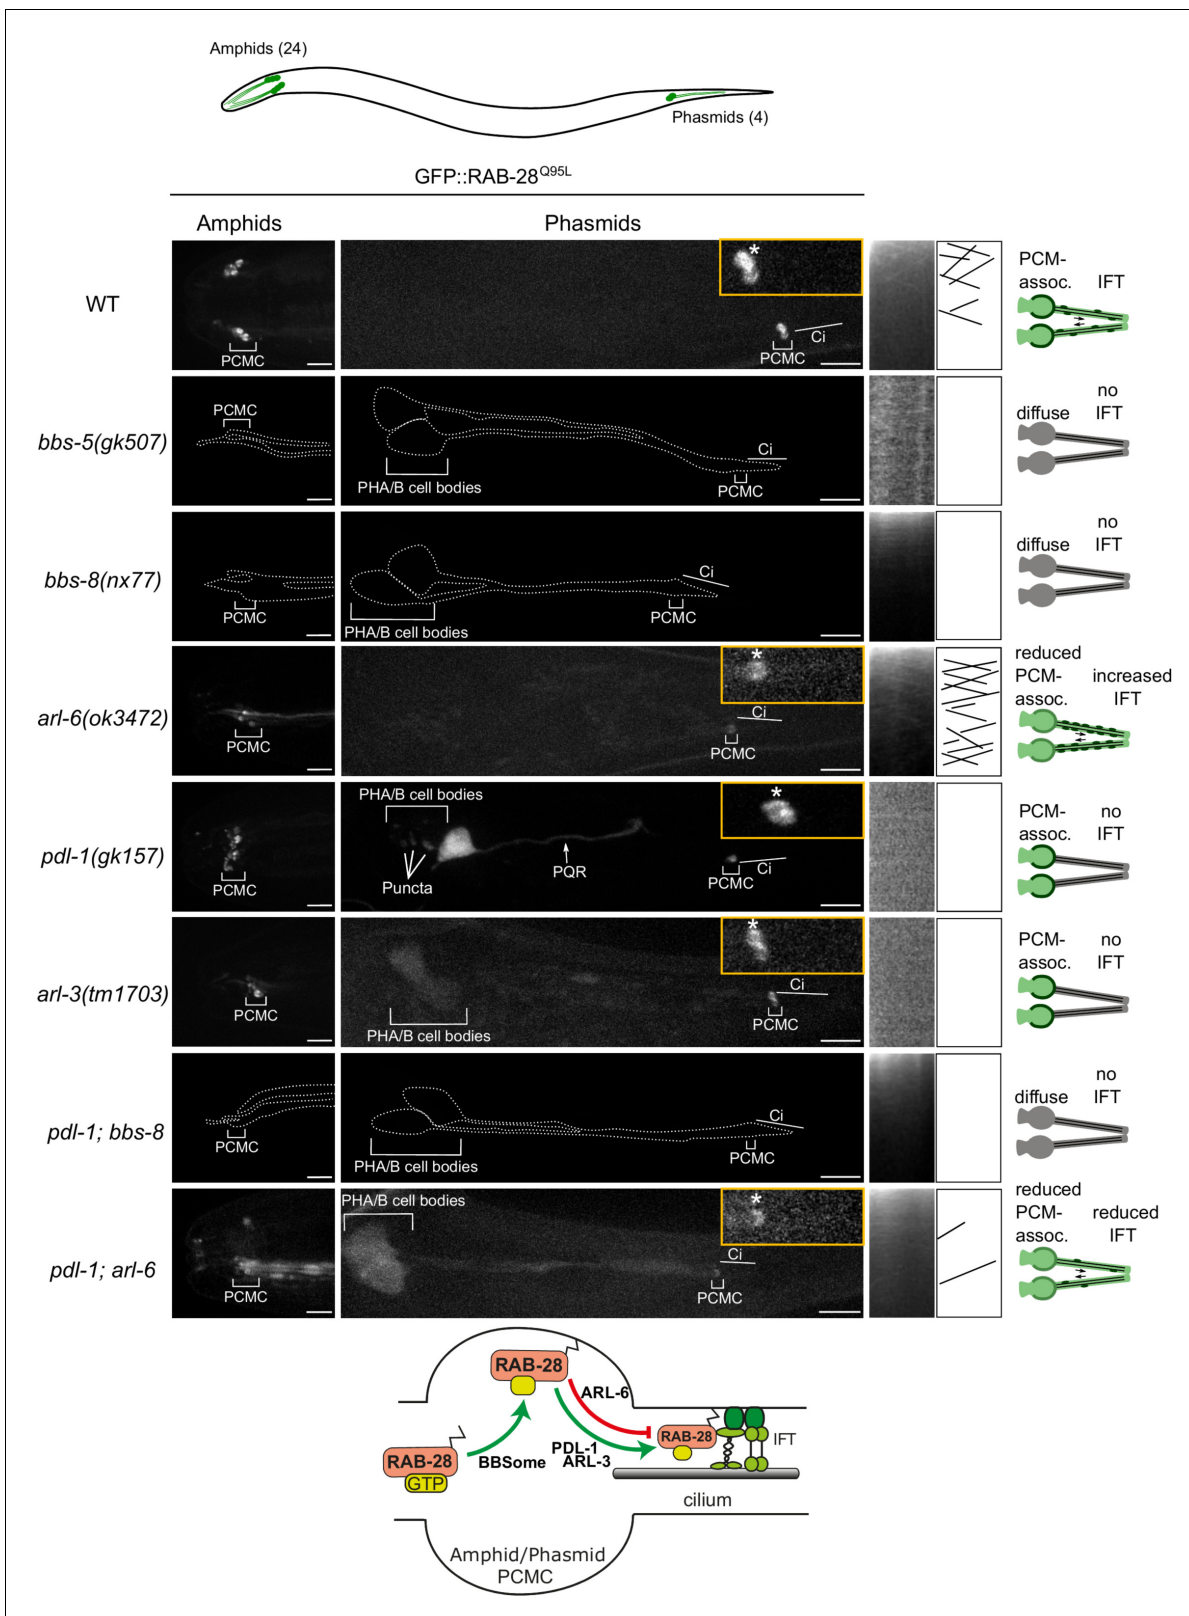 Amphids (24)
Phasmids (4)
GFP::RAB-28Q95L
Amphids
Phasmids
WT
PCMC
*
Ci
PCMC
PCM-
assoc.
IFT
bbs-5(gk507)
PCMC
PHA/B cell bodies
Ci
PCMC
diffuse
no
IFT
bbs-8(nx77)
PCMC
PHA/B cell bodies
Ci
PCMC
diffuse
no
IFT
arl-6(ok3472)
PCMC
*
Ci
PCMC
reduced
PCM-
assoc.
increased
IFT
pdl-1(gk157)
PCMC
PHA/B cell bodies
Puncta
PQR
*
Ci
PCMC
PCM-
assoc.
no
IFT
arl-3(tm1703)
PCMC
PHA/B cell bodies
*
Ci
PCMC
PCM-
assoc.
no
IFT
pdl-1; bbs-8
PCMC
PHA/B cell bodies
Ci
PCMC
diffuse
no
IFT
pdl-1; arl-6
PCMC
PHA/B cell bodies
*
Ci
PCMC
reduced
PCM-
assoc.
reduced
IFT
RAB-28
ARL-6
RAB-28
GTP
BBSome
PDL-1
ARL-3
RAB-28
IFT
cilium
Amphid/Phasmid
PCMC